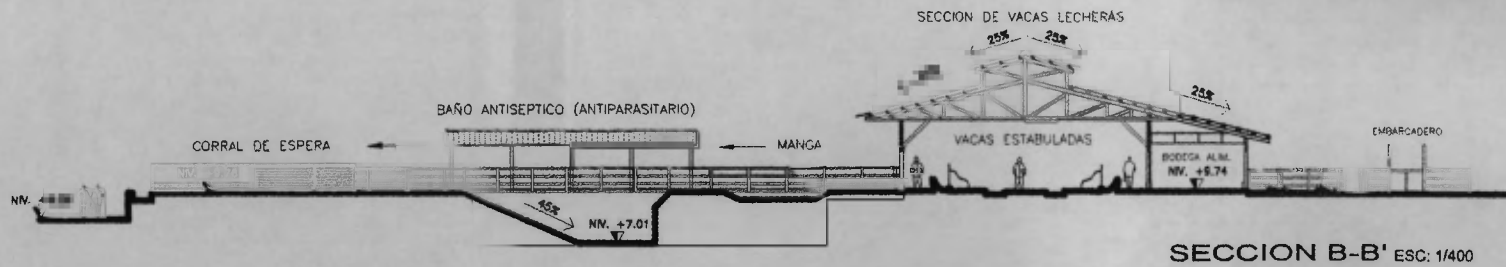 SECCION DE VACAS LECHERAS
25% 25%
25%
BAÑO ANTISEPTICO (ANTIPARASITARIO)
CORRAL DE ESPERA
MANGA
VACAS ESTABULADAS
EMBARCADERO
BODEGA ALIM.
NIV. +9.74
NIV.
45%
NIV. +7.01
SECCION B-B' ESC: 1/400